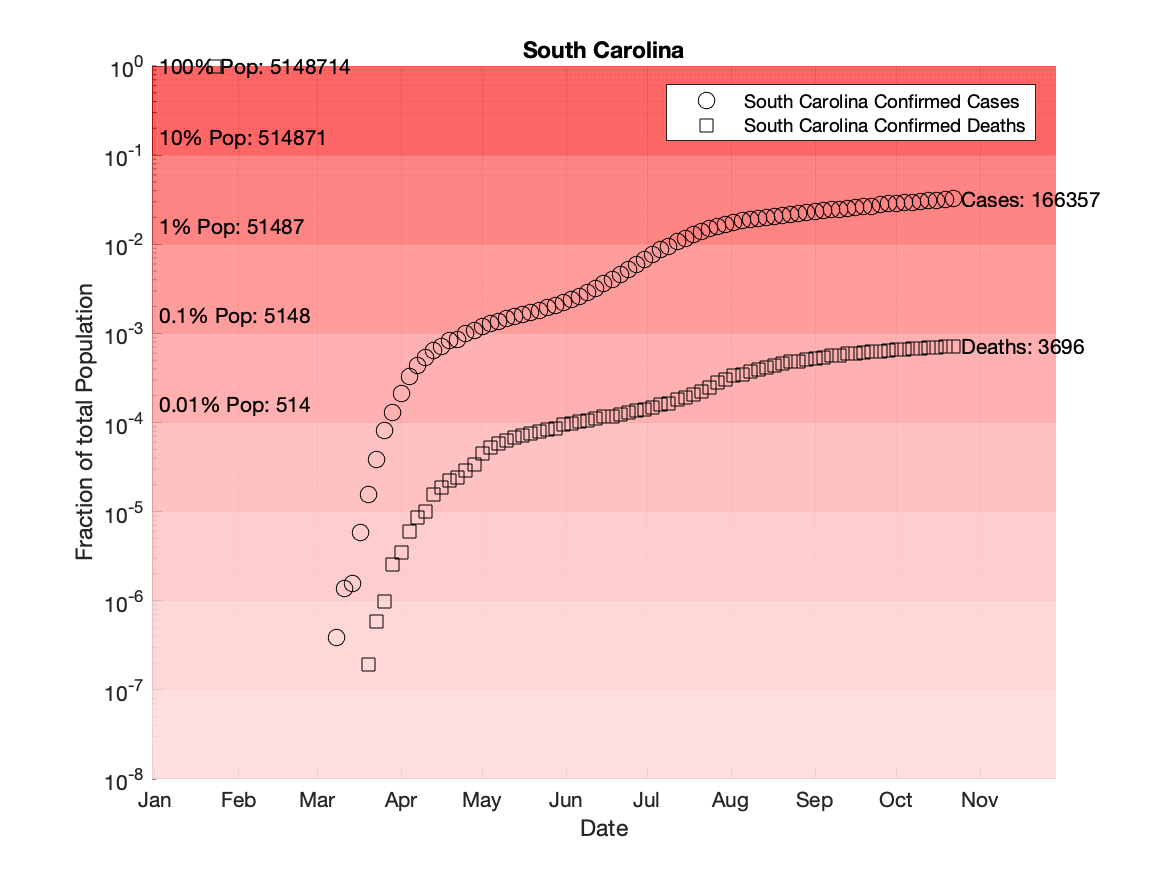 South Carolina
10^0
100% Pop: 5148714
South Carolina Confirmed Cases
South Carolina Confirmed Deaths
10% Pop: 514871
10^-1
Cases: 166357
1% Pop: 51487
10^-2
0.1% Pop: 5148
10^-3
Deaths: 3696
0.01% Pop: 514
10^-4
10^-5
10^-6
10^-7
10^-8
Fraction of total Population
Jan Feb Mar Apr May Jun Jul Aug Sep Oct Nov
Date